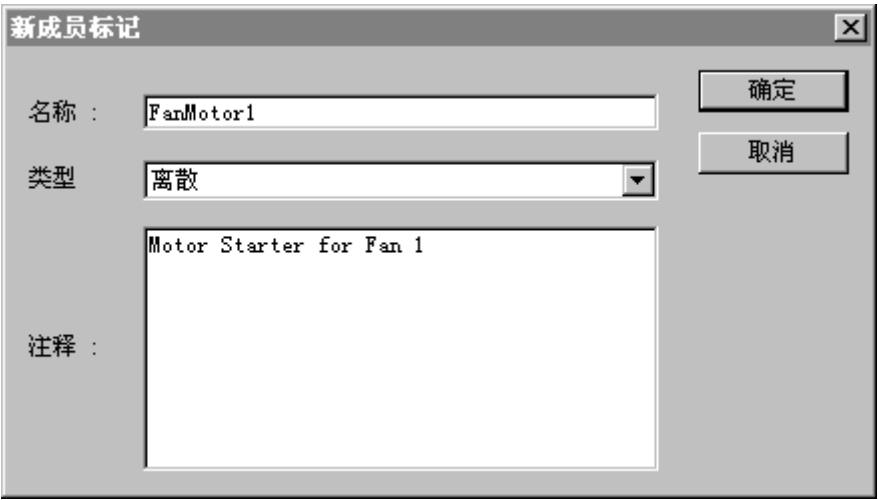 新成员标记
名称 : FanMotor1
确定
取消
类型 离散
注释 : Motor Starter for Fan 1